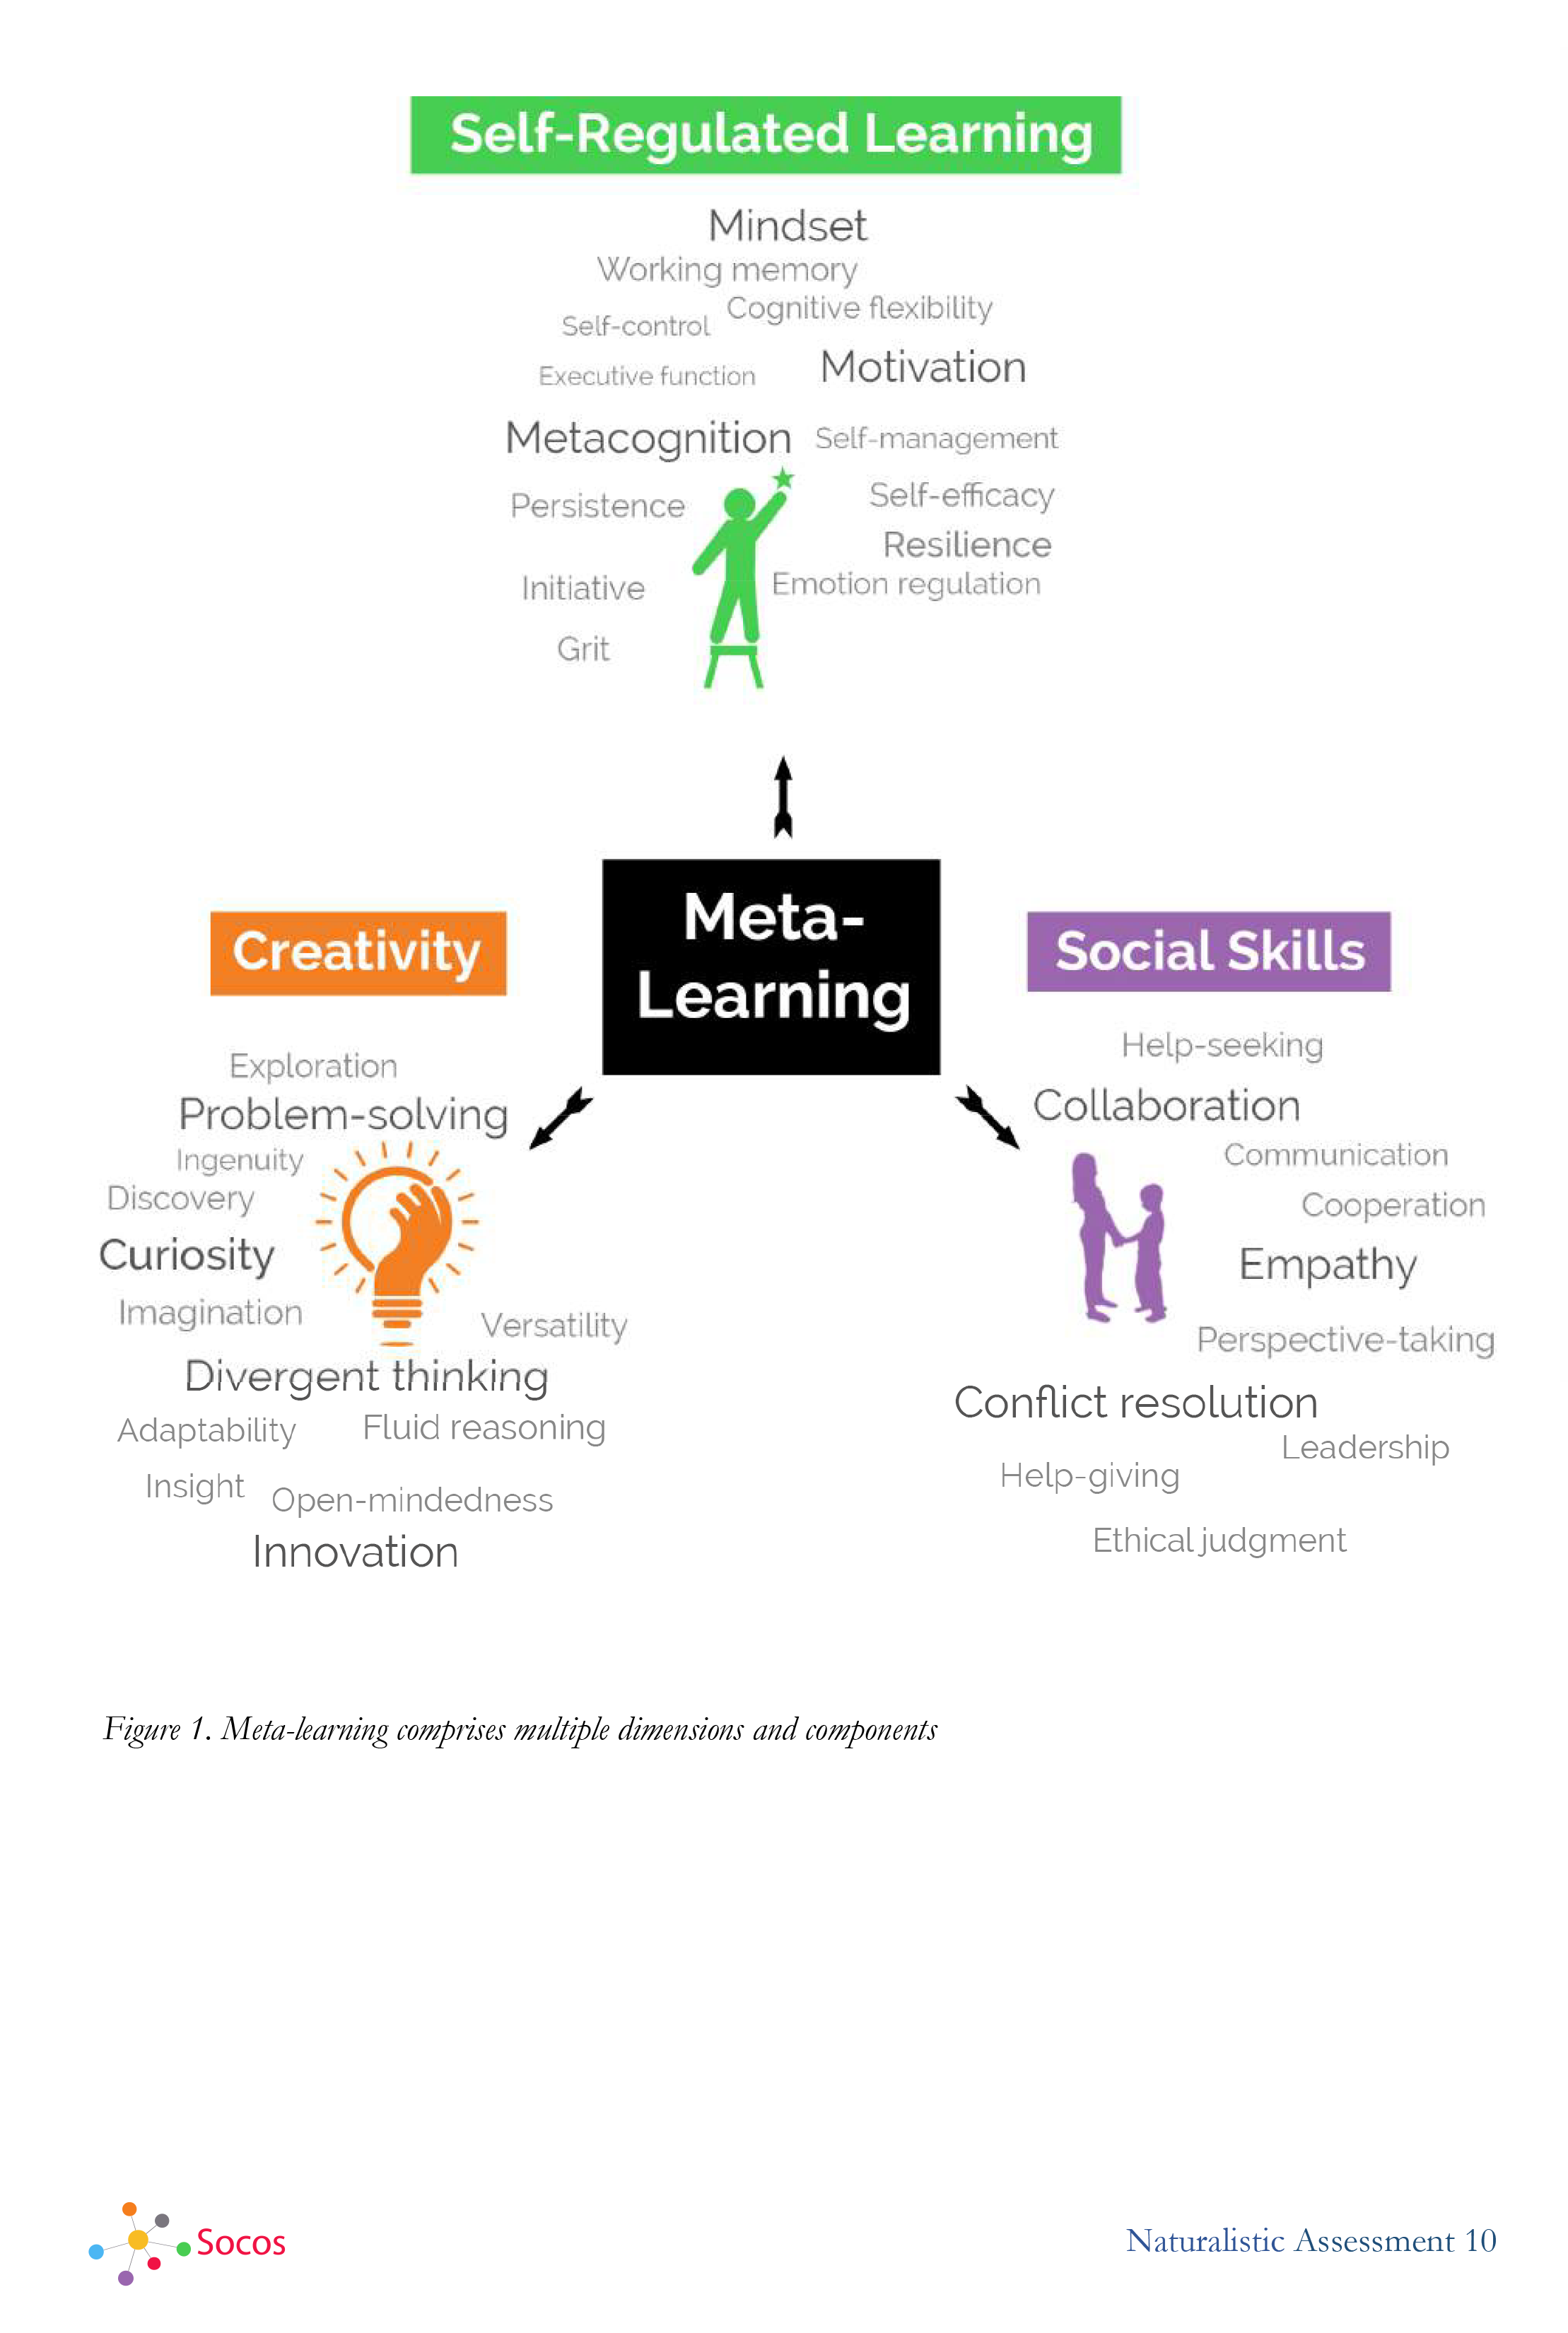 Self-Regulated Learning
Mindset
Working memory
Cognitive flexibility
Self-control
Motivation
Executive function
Metacognition
Self-management
Persistence
Self-efficacy
Resilience
Initiative
Emotion regulation
Grit
Meta-
Learning
Creativity
Exploration
Problem-solving
Ingenuity
Discovery
Curiosity
Imagination
Versatility
Divergent thinking
Adaptability
Fluid reasoning
Insight
Open-mindedness
Innovation
Social Skills
Help-seeking
Collaboration
Communication
Cooperation
Empathy
Perspective-taking
Conflict resolution
Leadership
Help-giving
Ethical judgment
Figure 1. Meta-learning comprises multiple dimensions and components
Socos
Naturalistic Assessment 10